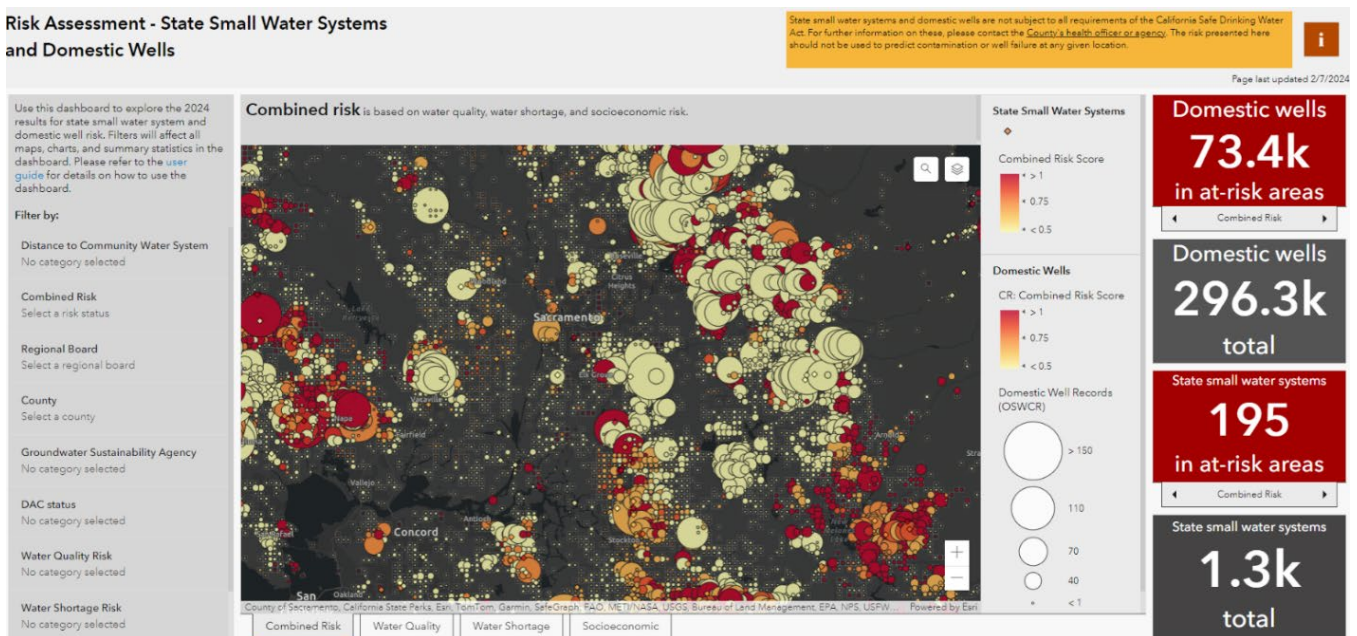 Risk Assessment - State Small Water Systems
and Domestic Wells
State small water systems and domestic wells are not subject to all requirements of the California Safe Drinking Water
Act. For further information on these, please contact the County's health officer or agency. The risk presented here
should not be used to predict contamination or well failure at any given location.
i
Page last updated 2/7/2024
Use this dashboard to explore the 2024
results for state small water system and
domestic well risk. Filters will affect all
maps, charts, and summary statistics in the
dashboard. Please refer to the user
guide for details on how to use the
dashboard.
Filter by:
Distance to Community Water System
No category selected
Combined Risk
Select a risk status
Regional Board
Select a regional board
County
Select a county
Groundwater Sustainability Agency
No category selected
DAC status
No category selected
Water Quality Risk
No category selected
Water Shortage Risk
No category selected
Combined risk is based on water quality, water shortage, and socioeconomic risk.
Citrus
Heights
Sacramento
Vacaville
Napa
Fairfield
Vallejo
Antioch
Concord
Stockton
San
Oakland
County of Sacramento, California State Parks, Esri, TomTom, Garmin, SafeGraph, FAO, METI/NASA, USGS, Bureau of Land Management, EPA, NPS, USFW...
Powered by Esri
Combined Risk
Water Quality
Water Shortage
Socioeconomic
State Small Water Systems
Combined Risk Score
> 1
0.75
< 0.5
Domestic Wells
CR: Combined Risk Score
> 1
0.75
< 0.5
Domestic Well Records
(OSWCR)
> 150
110
70
40
< 1
Domestic wells
73.4k
in at-risk areas
Combined Risk
Domestic wells
296.3k
total
State small water systems
195
in at-risk areas
Combined Risk
State small water systems
1.3k
total